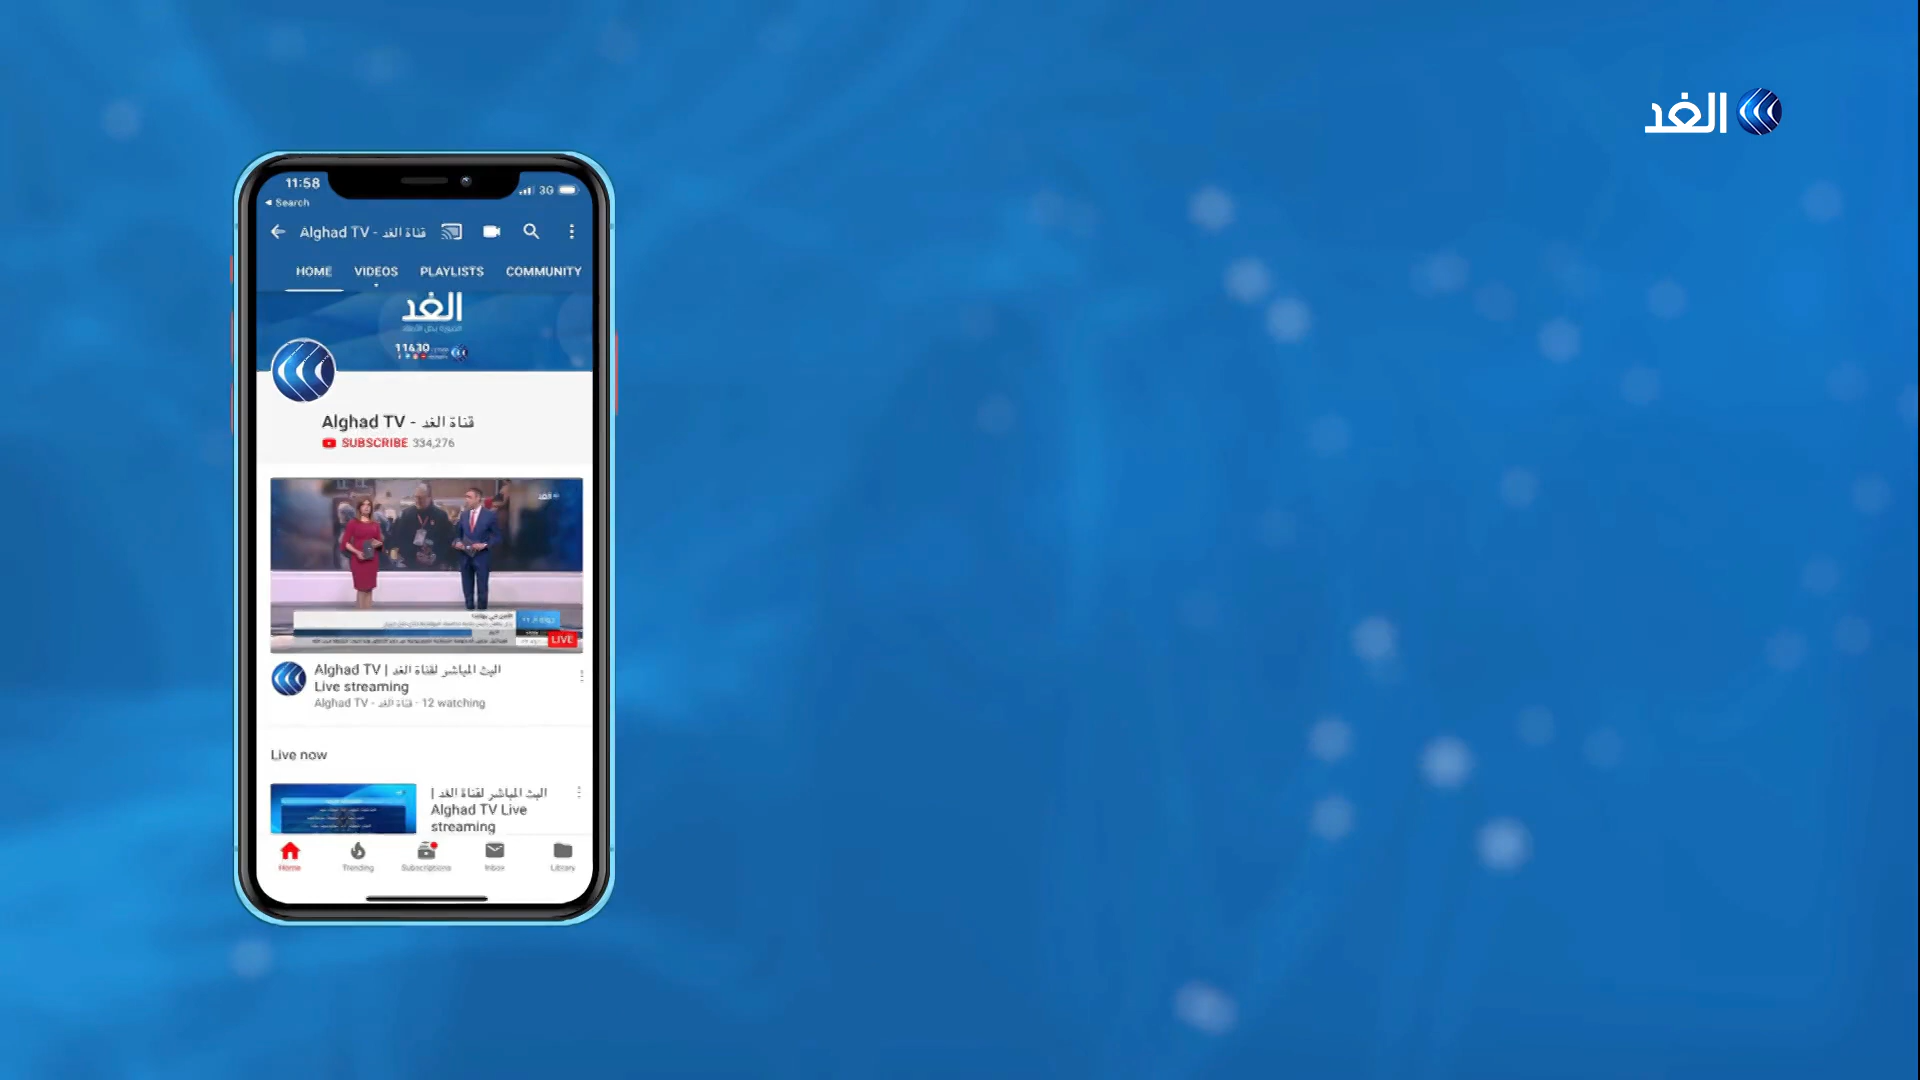 الغد
11:58
3G
Search
Alghad TV - قناة الغد
HOME VIDEOS PLAYLISTS COMMUNITY
الغد
11630
Alghad TV - قناة الغد
SUBSCRIBE 334,276
الغد
LIVE
Alghad TV | البث المباشر لقناة الغد
Live streaming
Alghad TV - قناة الغد · 12 watching
Live now
البث المباشر لقناة الغد |
Alghad TV Live
streaming
Home Trending Subscriptions Inbox Library